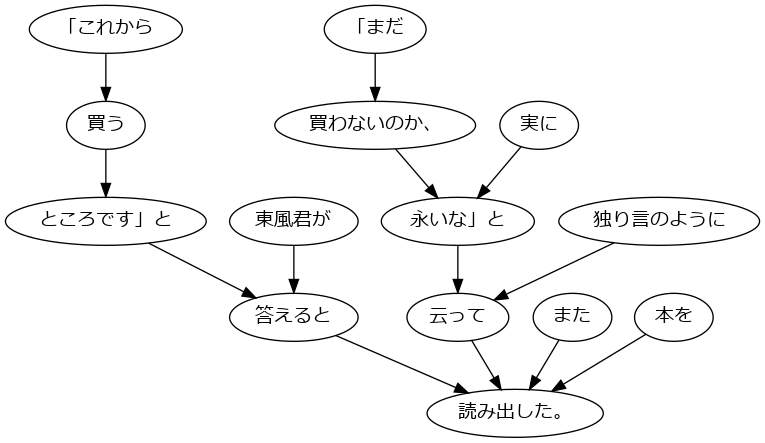 「これから
「まだ
買う
買わないのか、
実に
ところです」と
東風君が
永いな」と
独り言のように
答えると
云って
また
本を
読み出した。